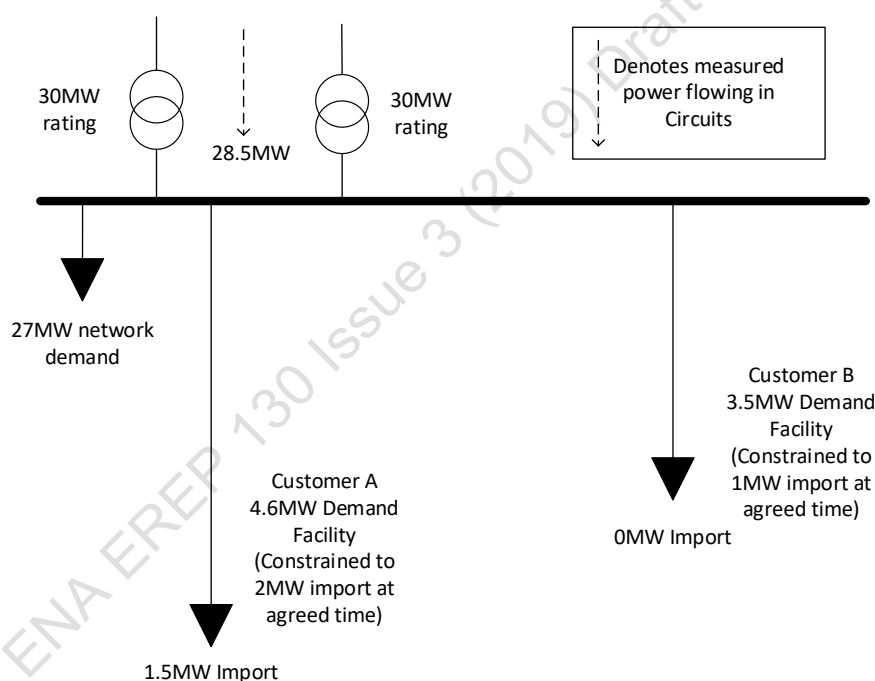 30MW
rating
28.5MW
30MW
rating
Denotes measured
power flowing in
Circuits
27MW network
demand
Customer A
4.6MW Demand
Facility
(Constrained to
2MW import at
agreed time)
1.5MW Import
Customer B
3.5MW Demand
Facility
(Constrained to
1MW import at
agreed time)
0MW Import
ENA EREP 130 Issue 3 (2019) Draft